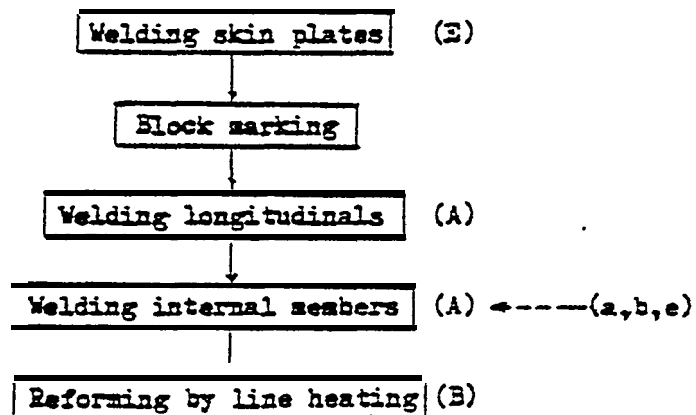 Welding skin plates (E)
Block marking
Welding longitudinals (A)
Welding internal members (A) (a,b,e)
Reforming by line heating (B)